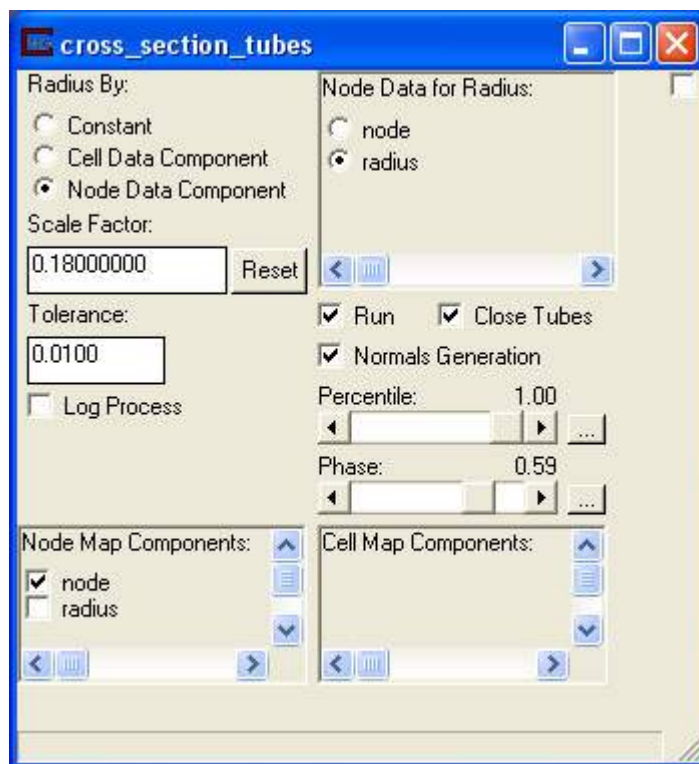 cross_section_tubes
Radius By:
Constant
Cell Data Component
Node Data Component
Scale Factor:
0.18000000
Reset
Tolerance:
0.0100
Log Process
Node Data for Radius:
node
radius
Run
Close Tubes
Normals Generation
Percentile: 1.00
...
Phase: 0.59
...
Node Map Components:
node
radius
Cell Map Components: